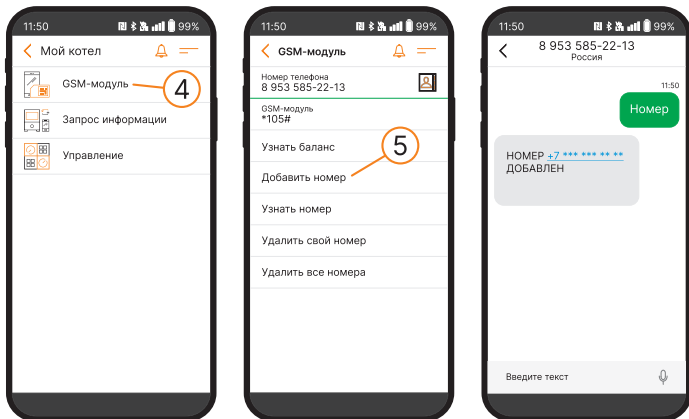 11:50
99%
Мой котел
GSM-модуль
4
Запрос информации
Управление
11:50
99%
GSM-модуль
Номер телефона
8 953 585-22-13
GSM-модуль
*105#
Узнать баланс
5
Добавить номер
Узнать номер
Удалить свой номер
Удалить все номера
11:50
99%
8 953 585-22-13
Россия
11:50
Номер
НОМЕР +7 *** *** ** **
ДОБАВЛЕН
Введите текст